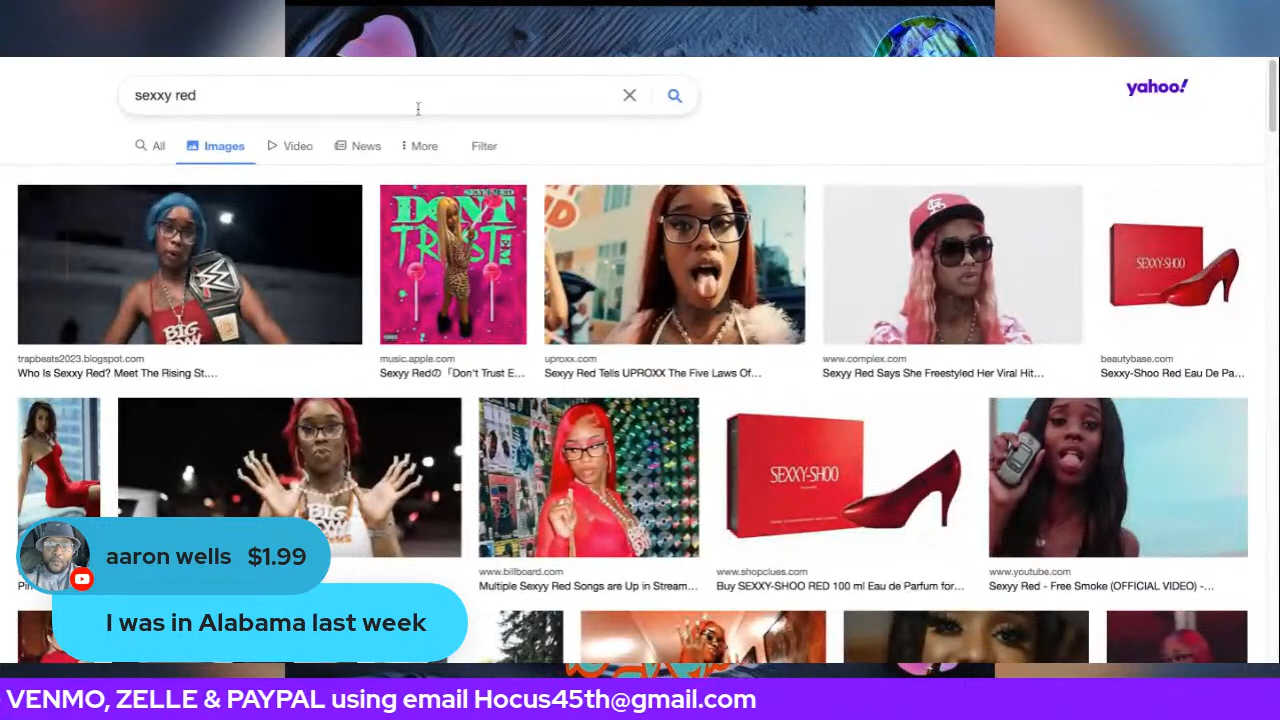 sexxy red
yahoo!
All Images Video News More Filter
SEXYY RED
DON'T
TRUST
EM
SEXXY-SHOO
BIG
trapbeats2023.blogspot.com
Who Is Sexxy Red? Meet The Rising St....
music.apple.com
Sexyy Redの「Don't Trust E...
uproxx.com
Sexyy Red Tells UPROXX The Five Laws Of...
www.complex.com
Sexyy Red Says She Freestyled Her Viral Hit...
beautybase.com
Sexxy-Shoo Red Eau De Pa...
SEXXY-SHOO
BIG
www.billboard.com
Multiple Sexyy Red Songs are Up in Stream...
www.shopclues.com
Buy SEXXY-SHOO RED 100 ml Eau de Parfum for...
www.youtube.com
Sexyy Red - Free Smoke (OFFICIAL VIDEO) -...
aaron wells $1.99
I was in Alabama last week
VENMO, ZELLE & PAYPAL using email Hocus45th@gmail.com